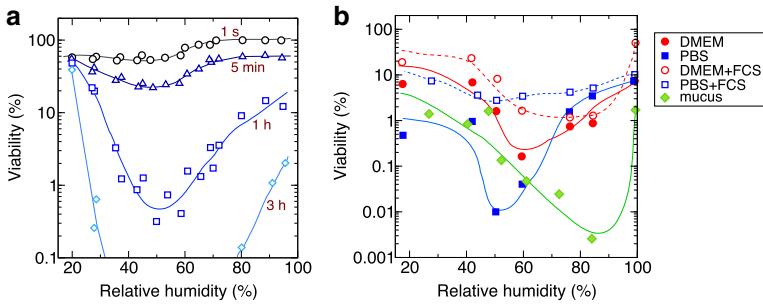 a
Viability (%)
100
10
1
0.1
1 s
5 min
1 h
3 h
20 40 60 80 100
Relative humidity (%)
b
Viability (%)
100
10
1
0.1
0.01
0.001
20 40 60 80 100
Relative humidity (%)
DMEM
PBS
DMEM+FCS
PBS+FCS
mucus